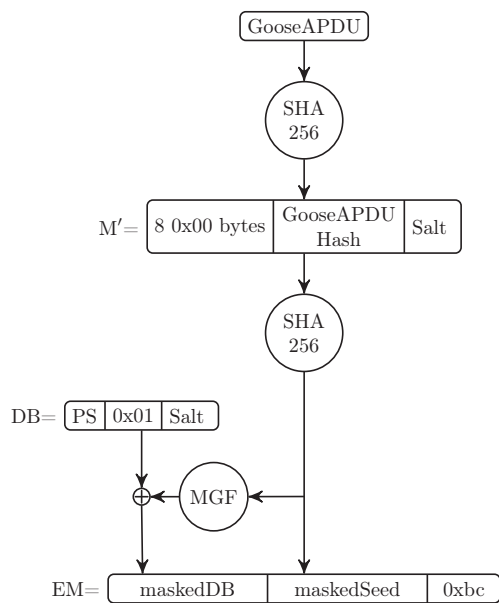 GooseAPDU
SHA
256
M′= 8 0x00 bytes GooseAPDU Hash Salt
SHA
256
DB= PS 0x01 Salt
MGF
EM= maskedDB maskedSeed 0xbc